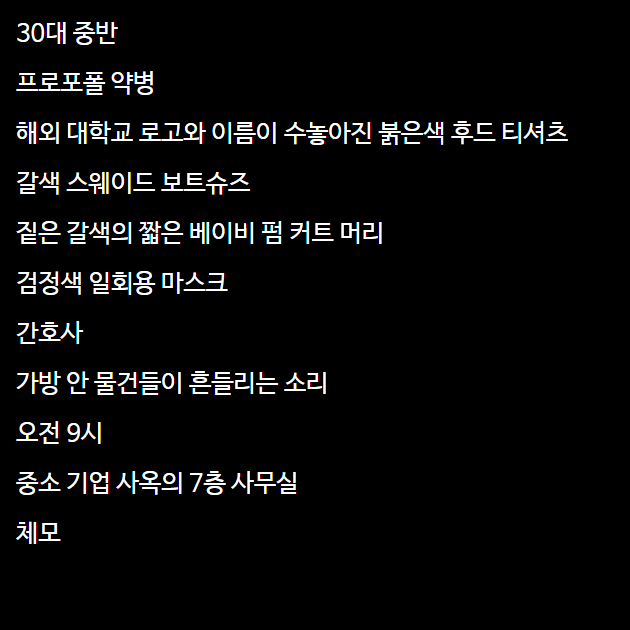 30대 중반
프로포폴 약병
해외 대학교 로고와 이름이 수놓아진 붉은색 후드 티셔츠
갈색 스웨이드 보트슈즈
짙은 갈색의 짧은 베이비 펌 커트 머리
검정색 일회용 마스크
간호사
가방 안 물건들이 흔들리는 소리
오전 9시
중소 기업 사옥의 7층 사무실
체모